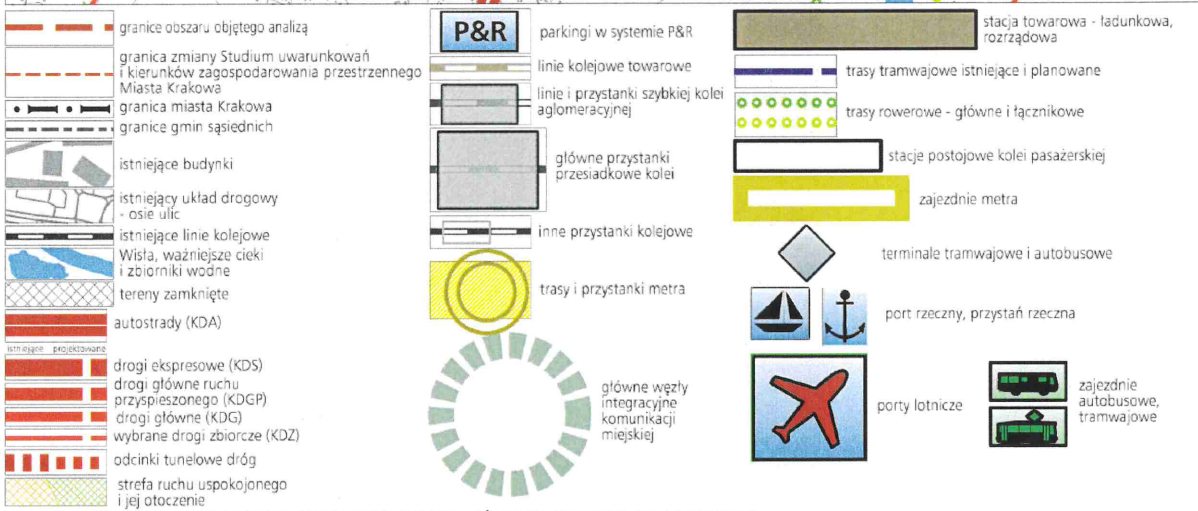 granice obszaru objętego analizą
granica zmiany Studium uwarunkowań
i kierunków zagospodarowania przestrzennego
Miasta Krakowa
granica miasta Krakowa
granice gmin sąsiednich
istniejące budynki
istniejący układ drogowy
- osie ulic
istniejące linie kolejowe
Wisła, ważniejsze cieki
i zbiorniki wodne
tereny zamknięte
autostrady (KDA)
istniejące projektowane
drogi ekspresowe (KDS)
drogi główne ruchu
przyspieszonego (KDGP)
drogi główne (KDG)
wybrane drogi zbiorcze (KDZ)
odcinki tunelowe dróg
strefa ruchu uspokojonego
i jej otoczenie
P&R
parkingi w systemie P&R
linie kolejowe towarowe
linie i przystanki szybkiej kolei
aglomeracyjnej
główne przystanki
przesiadkowe kolei
inne przystanki kolejowe
trasy i przystanki metra
główne węzły
integracyjne
komunikacji
miejskiej
stacja towarowa - ładunkowa,
rozrządowa
trasy tramwajowe istniejące i planowane
trasy rowerowe - główne i łącznikowe
stacje postojowe kolei pasażerskiej
zajezdnie metra
terminale tramwajowe i autobusowe
port rzeczny, przystań rzeczna
porty lotnicze
zajezdnie
autobusowe,
tramwajowe